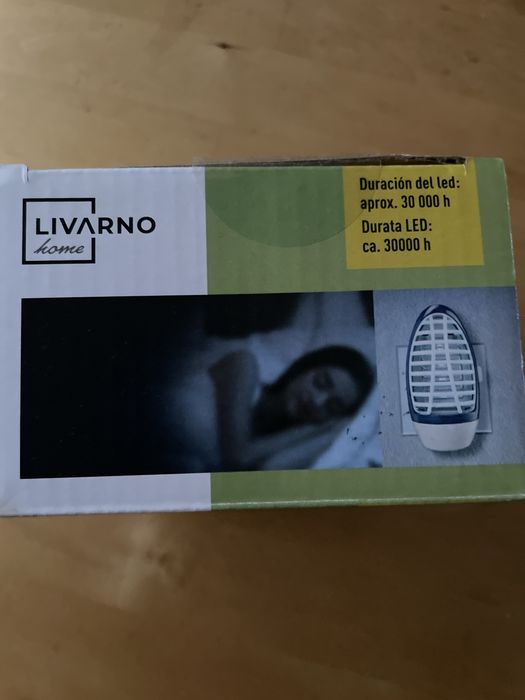 LIVARNO
home
Duración del led:
aprox. 30 000 h
Durata LED:
ca. 30000 h